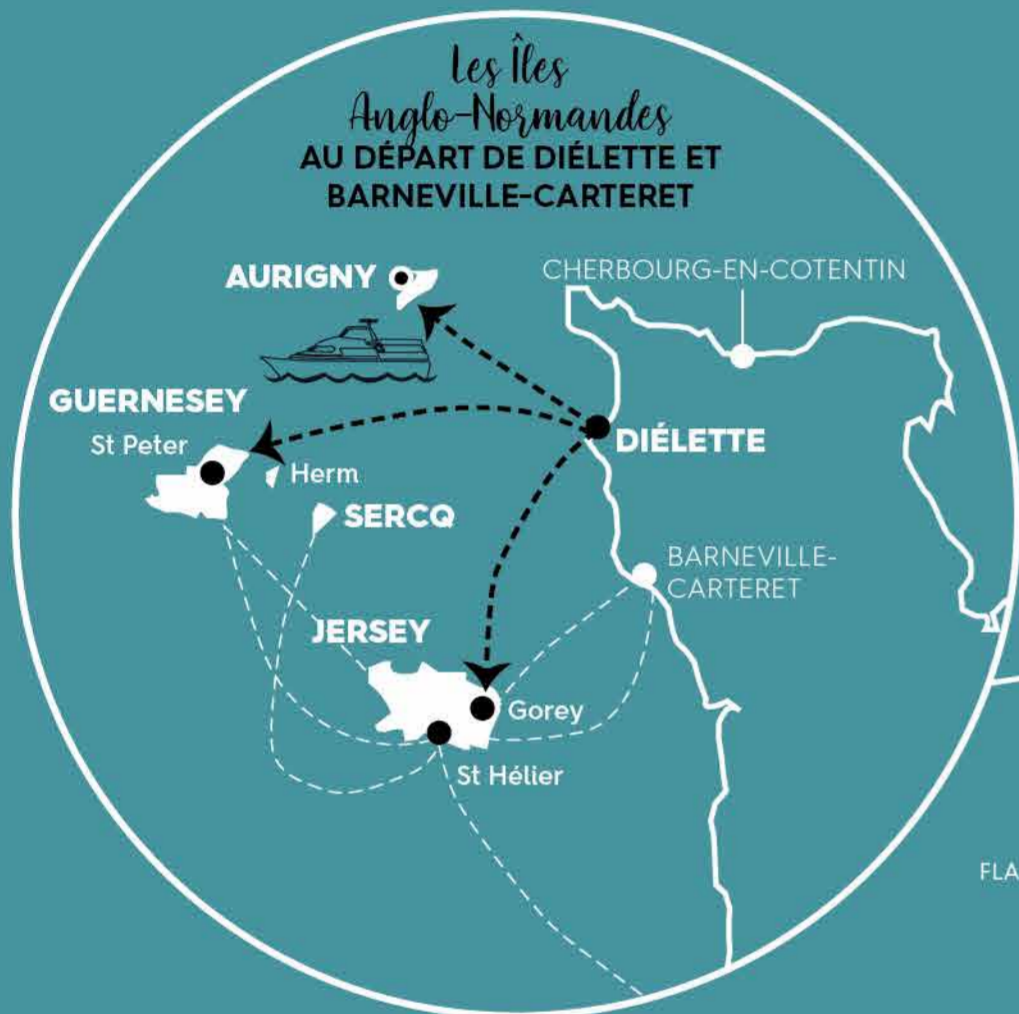 Les Îles
Anglo-Normandes
AU DÉPART DE DIÉLETTE ET
BARNEVILLE-CARTERET
AURIGNY
CHERBOURG-EN-COTENTIN
GUERNESEY
St Peter
DIÉLETTE
Herm
SERCQ
BARNEVILLE-
CARTERET
JERSEY
Gorey
St Hélier
FLA